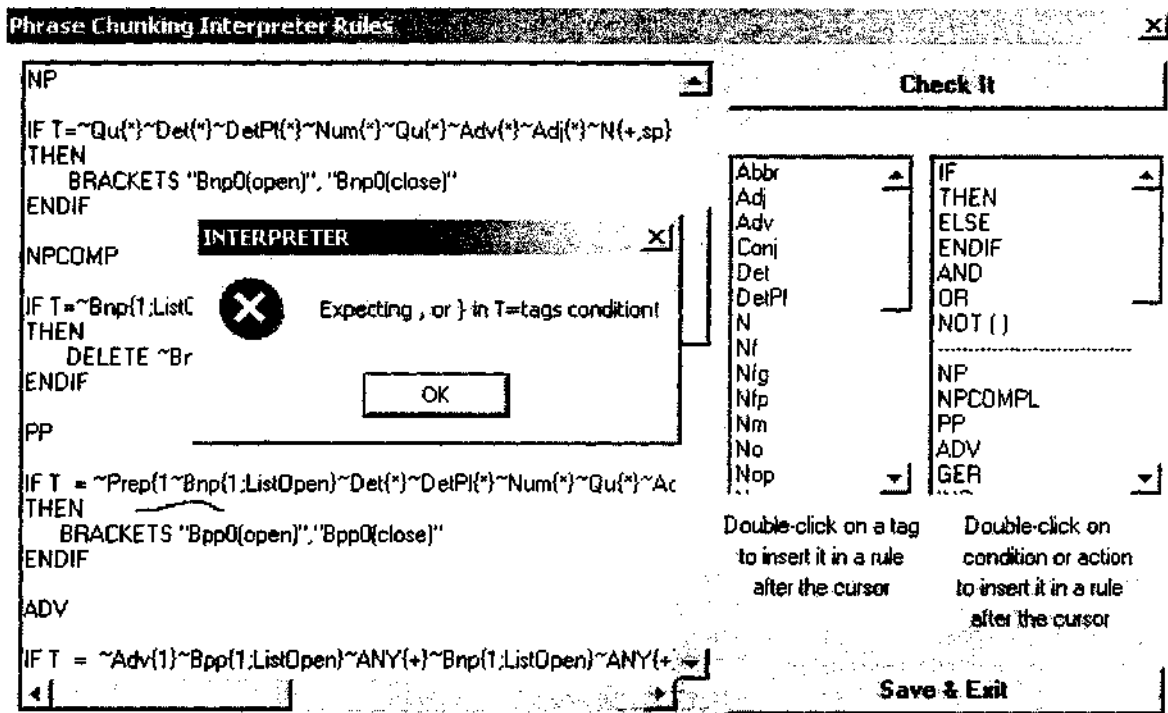 Phrase Chunking Interpreter Rules
NP
IF T=~Qu{*}~Det{*}~DetPl{*}~Num{*}~Qu{*}~Adv{*}~Adj{*}~N{+,sp}
THEN
BRACKETS "Bnp0(open)", "Bnp0(close)"
ENDIF
NPCOMP
IF T=~Bnp{1;ListO
THEN
DELETE ~Br
ENDIF
PP
IF T = ~Prep{1~Bnp{1;ListOpen}~Det{*}~DetPl{*}~Num{*}~Qu{*}~Ac
THEN
BRACKETS "Bpp0(open)","Bpp0(close)"
ENDIF
ADV
IF T = ~Adv{1}~Bpp{1;ListOpen}~ANY{+}~Bnp{1;ListOpen}~ANY{+
INTERPRETER
Expecting , or } in T=tags condition!
OK
Check It
Abbr
Adj
Adv
Conj
Det
DetPl
N
Nf
Nfg
Nfp
Nm
No
Nop
IF
THEN
ELSE
ENDIF
AND
OR
NOT ( )
NP
NPCOMPL
PP
ADV
GER
Double-click on a tag
to insert it in a rule
after the cursor
Double-click on
condition or action
to insert it in a rule
after the cursor
Save & Exit